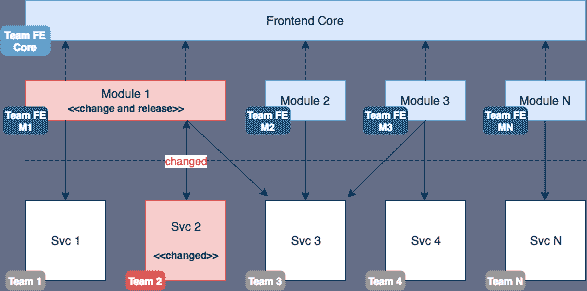 Frontend Core
Team FE
Core
Module 1
<<change and release>>
Module 2
Module 3
Module N
Team FE
M1
Team FE
M2
Team FE
M3
Team FE
MN
changed
Svc 1
Svc 2
<<changed>>
Svc 3
Svc 4
Svc N
Team 1
Team 2
Team 3
Team 4
Team N